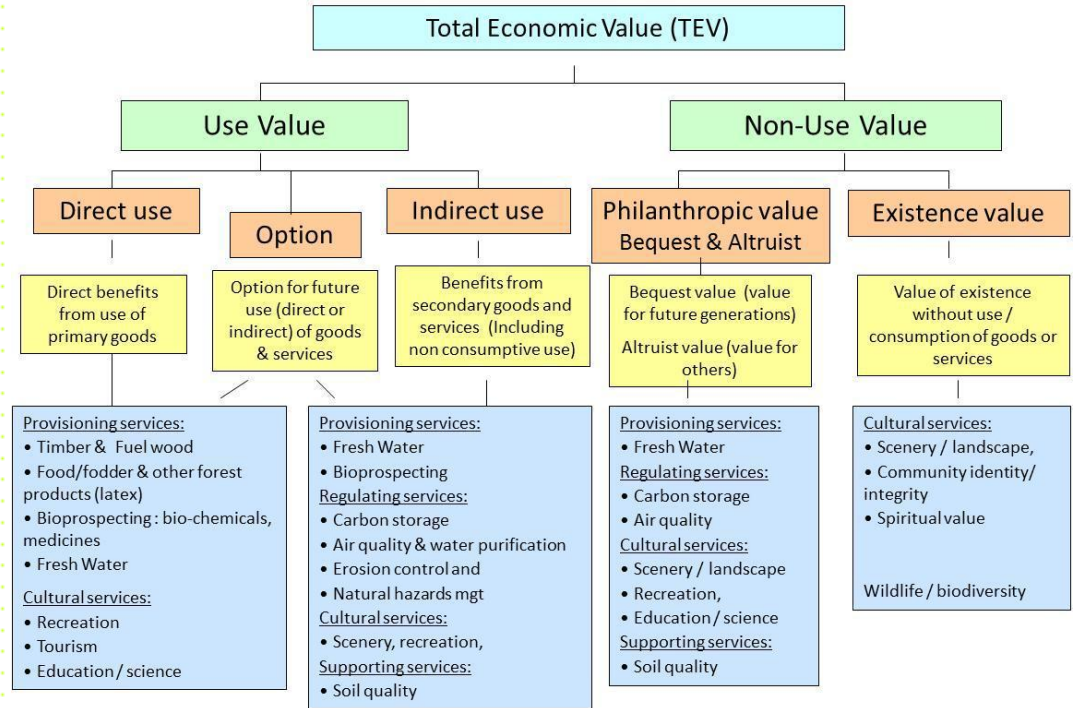 Total Economic Value (TEV)
Use Value
Non-Use Value
Direct use
Option
Indirect use
Philanthropic value
Bequest & Altruist
Existence value
Direct benefits
from use of
primary goods
Option for future
use (direct or
indirect) of goods
& services
Benefits from
secondary goods and
services (Including
non consumptive use)
Bequest value (value
for future generations)
Altruist value (value for
others)
Value of existence
without use /
consumption of goods or
services
Provisioning services:
• Timber & Fuel wood
• Food/fodder & other forest
products (latex)
• Bioprospecting : bio-chemicals,
medicines
• Fresh Water
Cultural services:
• Recreation
• Tourism
• Education / science
Provisioning services:
• Fresh Water
• Bioprospecting
Regulating services:
• Carbon storage
• Air quality & water purification
• Erosion control and
• Natural hazards mgt
Cultural services:
• Scenery, recreation,
Supporting services:
• Soil quality
Provisioning services:
• Fresh Water
Regulating services:
• Carbon storage
• Air quality
Cultural services:
• Scenery / landscape
• Recreation,
• Education / science
Supporting services:
• Soil quality
Cultural services:
• Scenery / landscape,
• Community identity/
integrity
• Spiritual value
Wildlife / biodiversity